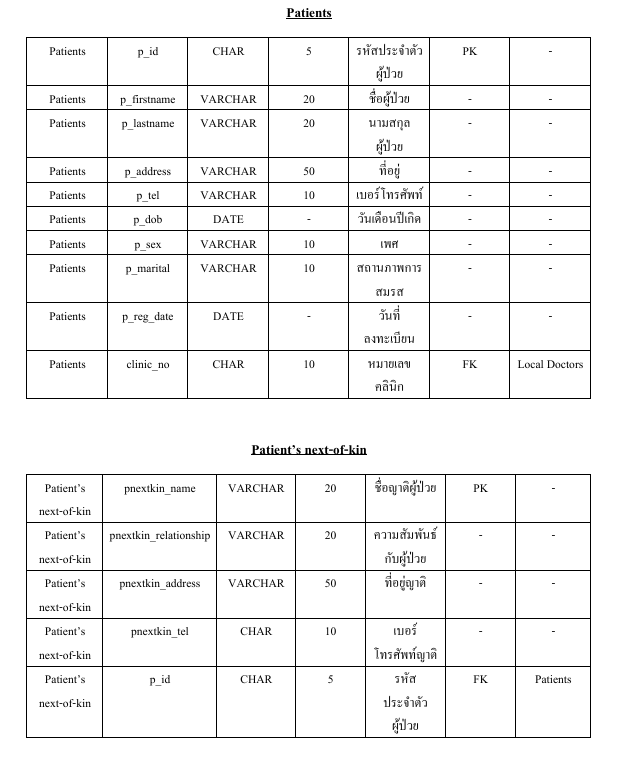 Patients
Patients p_id CHAR 5 รหัสประจำตัว PK -
ผู้ป่วย
Patients p_firstname VARCHAR 20 ชื่อผู้ป่วย - -
Patients p_lastname VARCHAR 20 นามสกุล - -
ผู้ป่วย
Patients p_address VARCHAR 50 ที่อยู่ - -
Patients p_tel VARCHAR 10 เบอร์โทรศัพท์ - -
Patients p_dob DATE - วันเดือนปีเกิด - -
Patients p_sex VARCHAR 10 เพศ - -
Patients p_marital VARCHAR 10 สถานภาพการ - -
สมรส
Patients p_reg_date DATE - วันที่ - -
ลงทะเบียน
Patients clinic_no CHAR 10 หมายเลข FK Local Doctors
คลินิก
Patient’s next-of-kin
Patient’s pnextkin_name VARCHAR 20 ชื่อญาติผู้ป่วย PK -
next-of-kin
Patient’s pnextkin_relationship VARCHAR 20 ความสัมพันธ์ - -
next-of-kin กับผู้ป่วย
Patient’s pnextkin_address VARCHAR 50 ที่อยู่ญาติ - -
next-of-kin
Patient’s pnextkin_tel CHAR 10 เบอร์ - -
next-of-kin โทรศัพท์ญาติ
Patient’s p_id CHAR 5 รหัส FK Patients
next-of-kin ประจำตัว
ผู้ป่วย